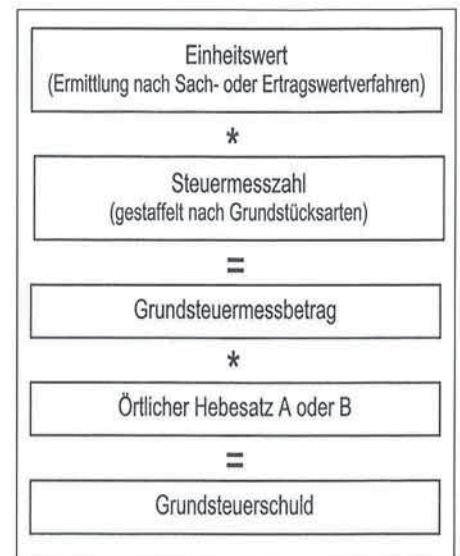 Einheitswert
(Ermittlung nach Sach- oder Ertragswertverfahren)
*
Steuermesszahl
(gestaffelt nach Grundstücksarten)
=
Grundsteuermessbetrag
*
Örtlicher Hebesatz A oder B
=
Grundsteuerschuld